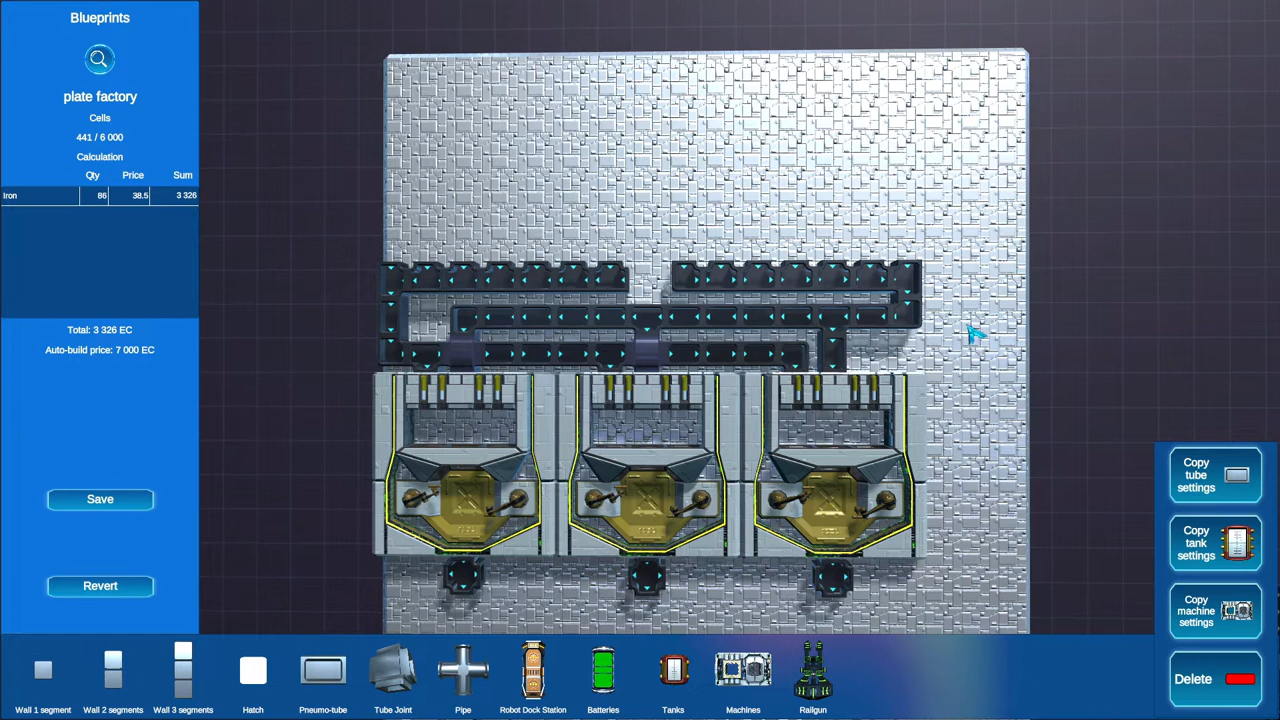 Blueprints
plate factory
Cells
441 / 6 000
Calculation
Qty Price Sum
Iron 86 38.5 3 326
Total: 3 326 EC
Auto-build price: 7 000 EC
Save
Revert
Copy
tube
settings
Copy
tank
settings
Copy
machine
settings
Delete
Wall 1 segment
Wall 2 segments
Wall 3 segments
Hatch
Pneumo-tube
Tube Joint
Pipe
Robot Dock Station
Batteries
Tanks
Machines
Railgun